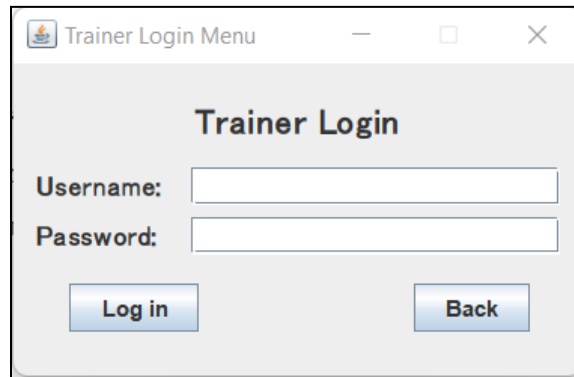 Trainer Login Menu
Trainer Login
Username:
Password:
Log in
Back